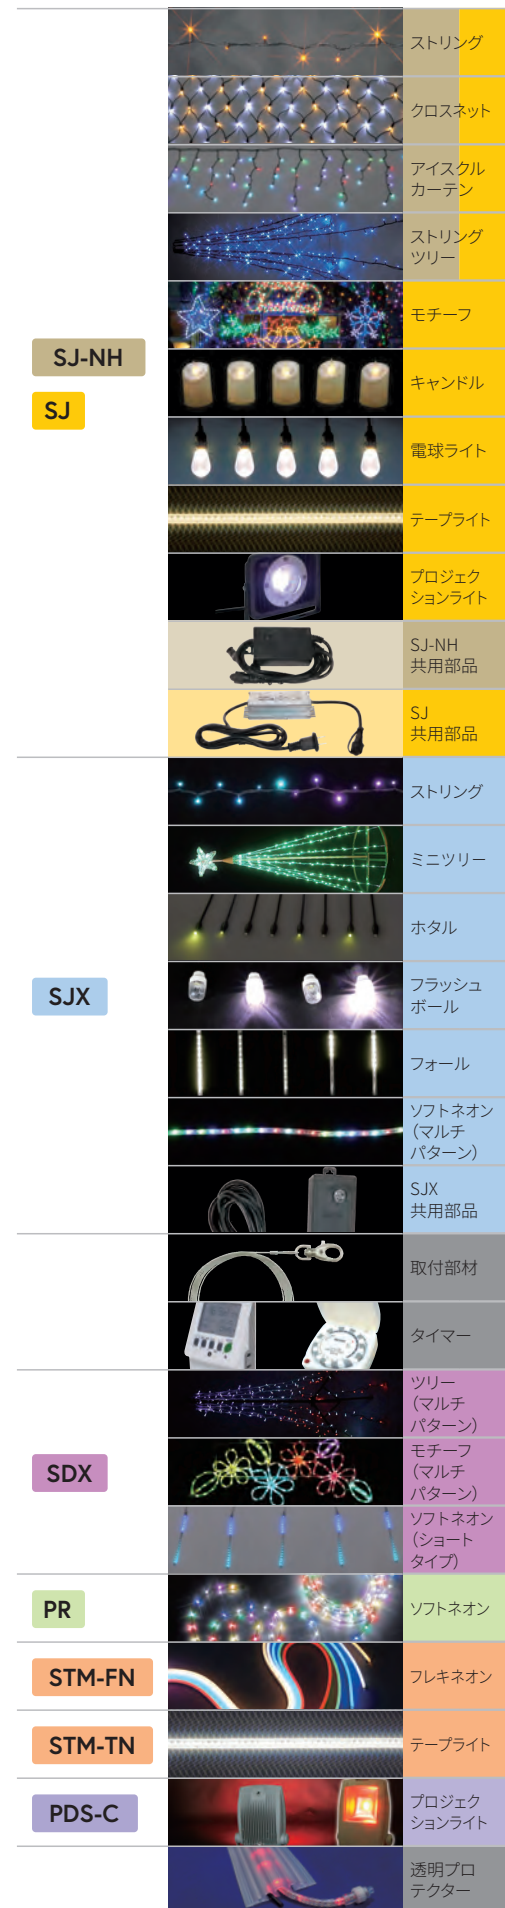 ストリング
クロスネット
アイスクル
カーテン
ストリング
ツリー
Christmas
モチーフ
SJ-NH
SJ
キャンドル
電球ライト
テープライト
プロジェク
ションライト
SJ-NH
共用部品
SJ
共用部品
ストリング
ミニツリー
ホタル
SJX
フラッシュ
ボール
フォール
ソフトネオン
（マルチ
パターン）
SJX
共用部品
取付部材
タイマー
ツリー
（マルチ
パターン）
SDX
モチーフ
（マルチ
パターン）
ソフトネオン
（ショート
タイプ）
PR
ソフトネオン
STM-FN
フレキネオン
STM-TN
テープライト
PDS-C
プロジェク
ションライト
透明プロ
テクター